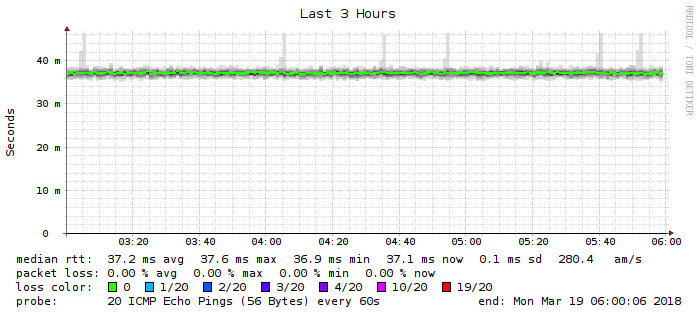 Last 3 Hours
RRDTOOL / TOBI OETIKER
Seconds
40 m
30 m
20 m
10 m
0
03:20 03:40 04:00 04:20 04:40 05:00 05:20 05:40 06:00
median rtt: 37.2 ms avg 37.6 ms max 36.9 ms min 37.1 ms now 0.1 ms sd 280.4 am/s
packet loss: 0.00 % avg 0.00 % max 0.00 % min 0.00 % now
loss color: 0 1/20 2/20 3/20 4/20 10/20 19/20
probe: 20 ICMP Echo Pings (56 Bytes) every 60s end: Mon Mar 19 06:00:06 2018